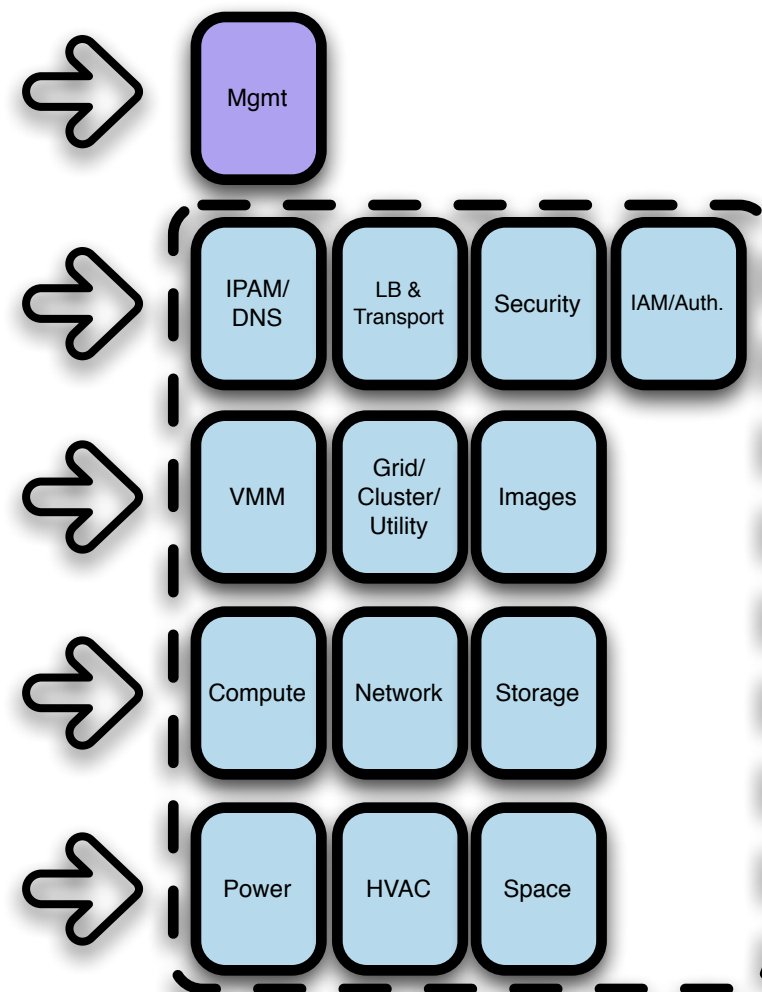 Mgmt
IPAM/
DNS
LB &
Transport
Security
IAM/Auth.
VMM
Grid/
Cluster/
Utility
Images
Compute
Network
Storage
Power
HVAC
Space